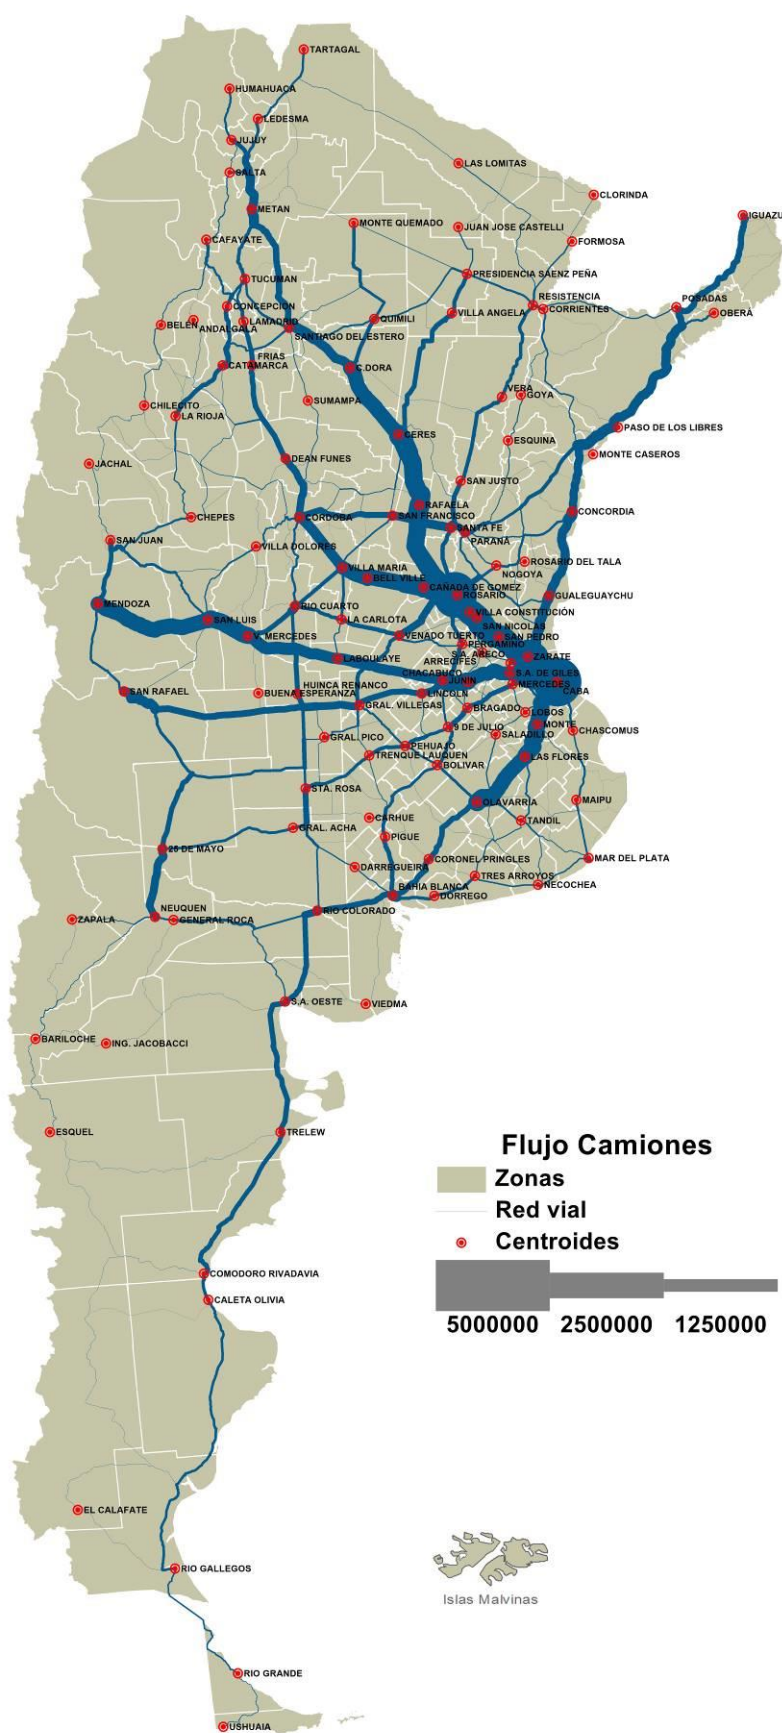 TARTAGAL
HUMAHUACA
LEDESMA
JUJUY
LAS LOMITAS
SALTA
CLORINDA
METAN
IGUAZU
MONTE QUEMADO
JUAN JOSE CASTELLI
CAFAYATE
FORMOSA
PRESIDENCIA SAENZ PEÑA
TUCUMAN
CONCEPCIÓN
RESISTENCIA
CORRIENTES
POSADAS
OBERÁ
VILLA ANGELA
BELÉN
ANDALGALA
LAMADRID
QUIMILI
SANTIAGO DEL ESTERO
FRIAS
CATAMARCA
C.DORA
VERA
GOYA
SUMAMPA
CHILECITO
LA RIOJA
PASO DE LOS LIBRES
CERES
ESQUINA
MONTE CASEROS
DEAN FUNES
JACHAL
SAN JUSTO
RAFAELA
CONCORDIA
CHEPES
CORDOBA
SAN FRANCISCO
SANTA FE
PARANÁ
SAN JUAN
VILLA DOLORES
ROSARIO DEL TALA
NOGOYA
VILLA MARIA
BELL VILLE
CAÑADA DE GOMEZ
ROSARIO
GUALEGUAYCHU
MENDOZA
RIO CUARTO
VILLA CONSTITUCIÓN
SAN LUIS
LA CARLOTA
SAN NICOLAS
V. MERCEDES
VENADO TUERTO
SAN PEDRO
PERGAMINO
S.A. ARECO
LABOULAYE
ARRECIFES
ZARATE
CHACABUCO
S.A. DE GILES
JUNIN
MERCEDES
HUINCA RENANCO
CABA
SAN RAFAEL
BUENA ESPERANZA
LINCOLN
GRAL. VILLEGAS
BRAGADO
LOBOS
9 DE JULIO
MONTE
SALADILLO
CHASCOMUS
GRAL. PICO
PEHUAJO
TRENQUE LAUQUEN
BOLIVAR
LAS FLORES
STA. ROSA
OLAVARRIA
MAIPU
CARHUE
TANDIL
GRAL. ACHA
PIGUE
25 DE MAYO
DARREGUEIRA
CORONEL PRINGLES
MAR DEL PLATA
TRES ARROYOS
NECOCHEA
BAHIA BLANCA
DORREGO
NEUQUEN
RIO COLORADO
ZAPALA
GENERAL ROCA
S.A. OESTE
VIEDMA
BARILOCHE
ING. JACOBACCI
ESQUEL
TRELEW
Flujo Camiones
Zonas
Red vial
Centroides
5000000 2500000 1250000
COMODORO RIVADAVIA
CALETA OLIVIA
EL CALAFATE
RIO GALLEGOS
Islas Malvinas
RIO GRANDE
USHUAIA